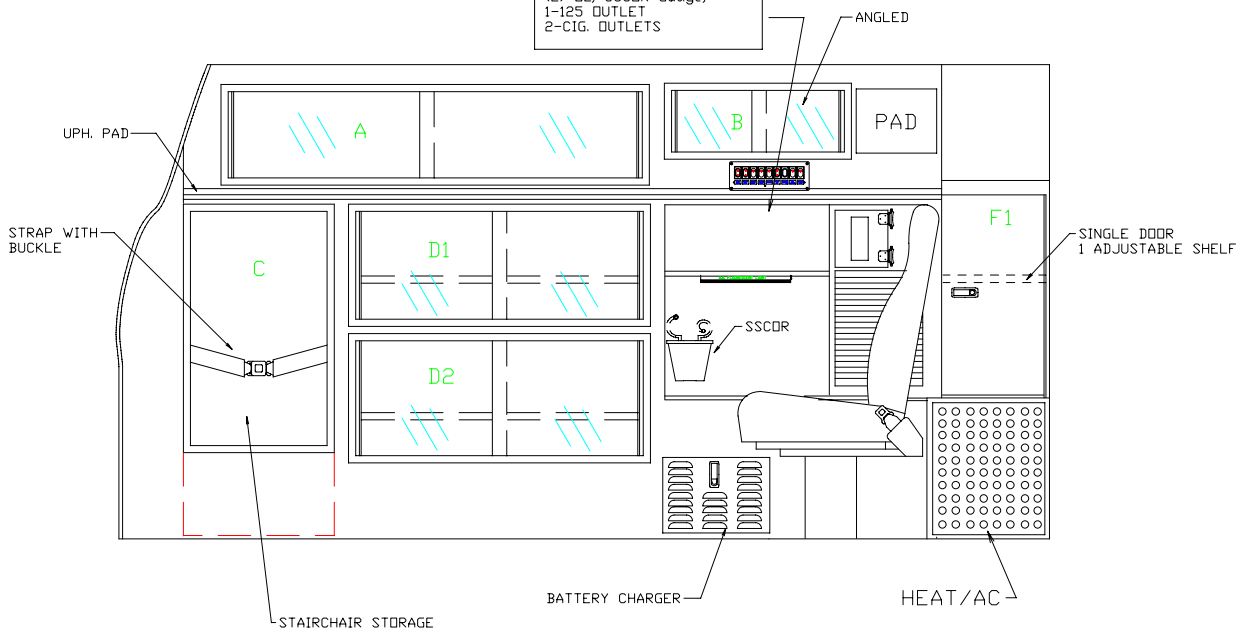 1-125 OUTLET
2-CIG. OUTLETS
ANGLED
UPH. PAD
A
B
PAD
STRAP WITH
BUCKLE
C
D1
F1
SINGLE DOOR
1 ADJUSTABLE SHELF
SSCOR
D2
BATTERY CHARGER
HEAT/AC
STAIRCHAIR STORAGE